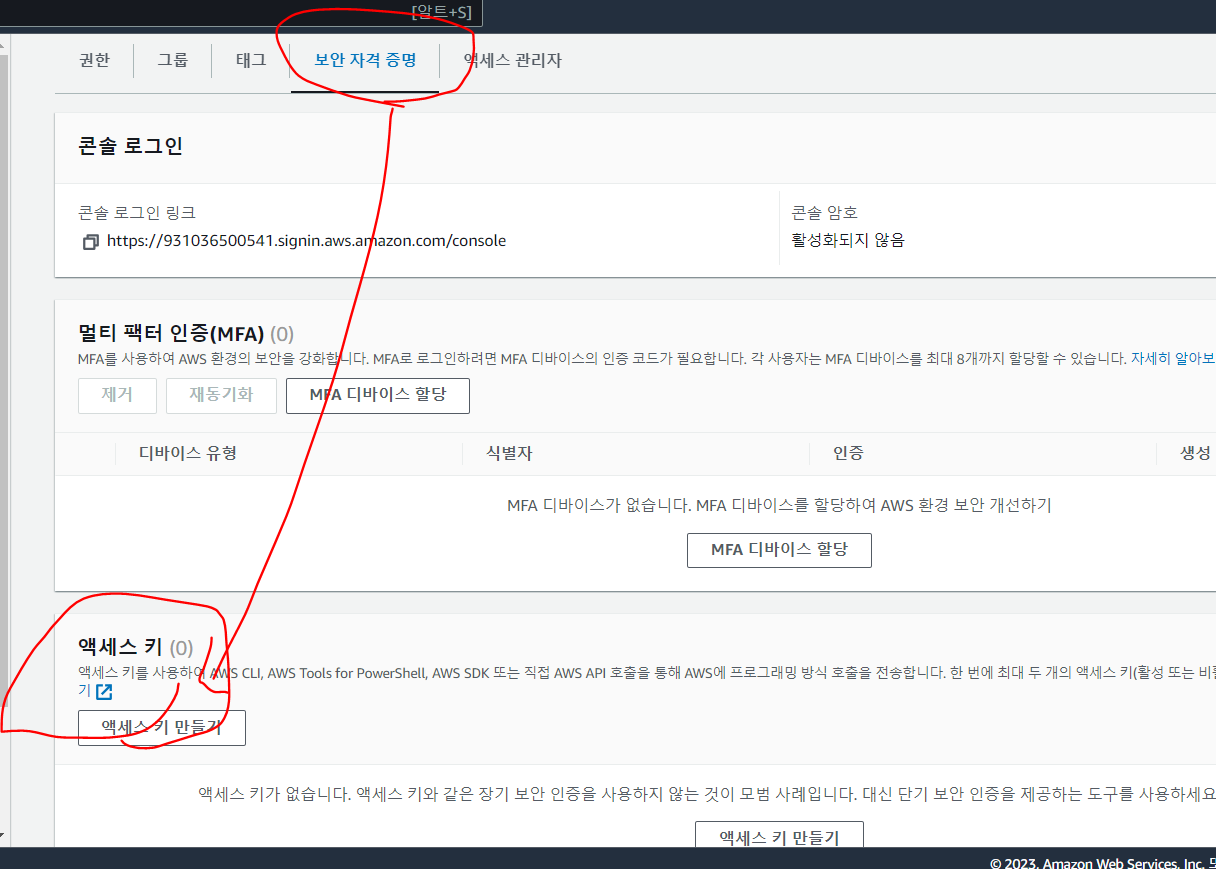 [알트+S]
권한 그룹 태그 보안 자격 증명 액세스 관리자
콘솔 로그인
콘솔 로그인 링크
https://931036500541.signin.aws.amazon.com/console
콘솔 암호
활성화되지 않음
멀티 팩터 인증(MFA) (0)
MFA를 사용하여 AWS 환경의 보안을 강화합니다. MFA로 로그인하려면 MFA 디바이스의 인증 코드가 필요합니다. 각 사용자는 MFA 디바이스를 최대 8개까지 할당할 수 있습니다. 자세히 알아보
제거 재동기화 MFA 디바이스 할당
디바이스 유형 식별자 인증 생성
MFA 디바이스가 없습니다. MFA 디바이스를 할당하여 AWS 환경 보안 개선하기
MFA 디바이스 할당
액세스 키 (0)
액세스 키를 사용하여 AWS CLI, AWS Tools for PowerShell, AWS SDK 또는 직접 AWS API 호출을 통해 AWS에 프로그래밍 방식 호출을 전송합니다. 한 번에 최대 두 개의 액세스 키(활성 또는
기
액세스 키 만들기
액세스 키가 없습니다. 액세스 키와 같은 장기 보안 인증을 사용하지 않는 것이 모범 사례입니다. 대신 단기 보안 인증을 제공하는 도구를 사용하세요
액세스 키 만들기
© 2023, Amazon Web Services, Inc.